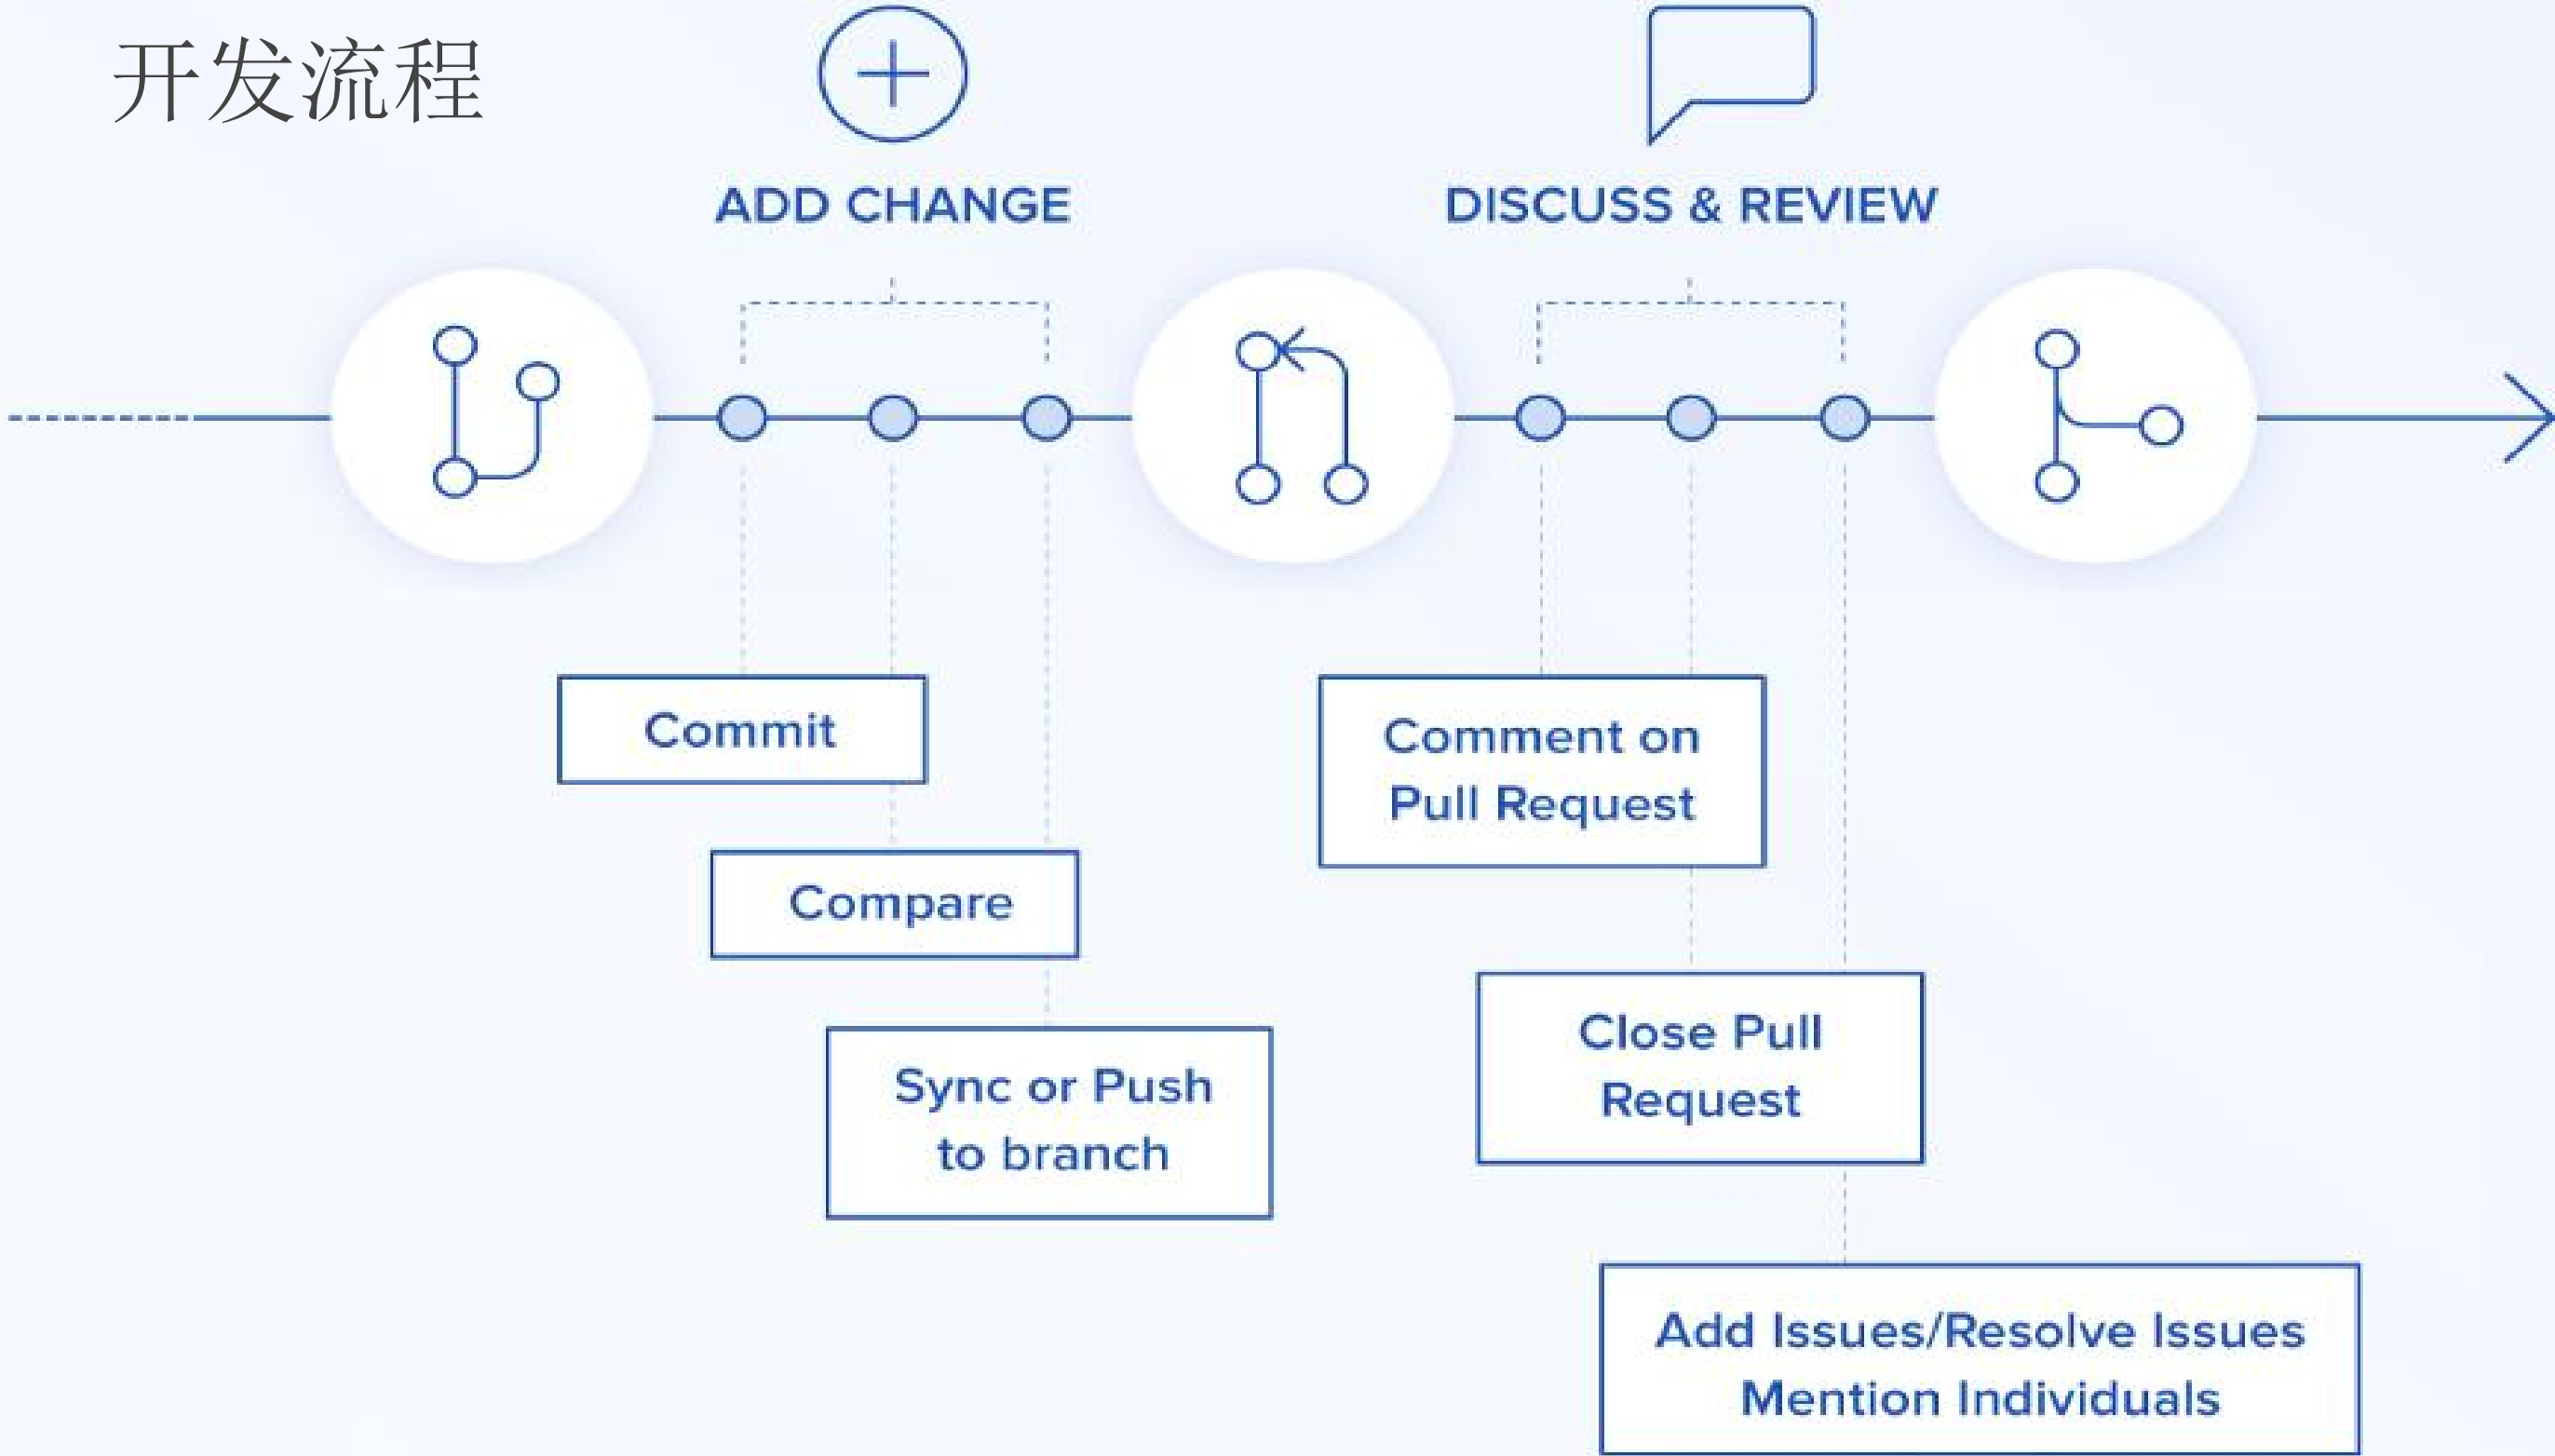 开发流程
ADD CHANGE
DISCUSS & REVIEW
Commit
Compare
Sync or Push
to branch
Comment on
Pull Request
Close Pull
Request
Add Issues/Resolve Issues
Mention Individuals